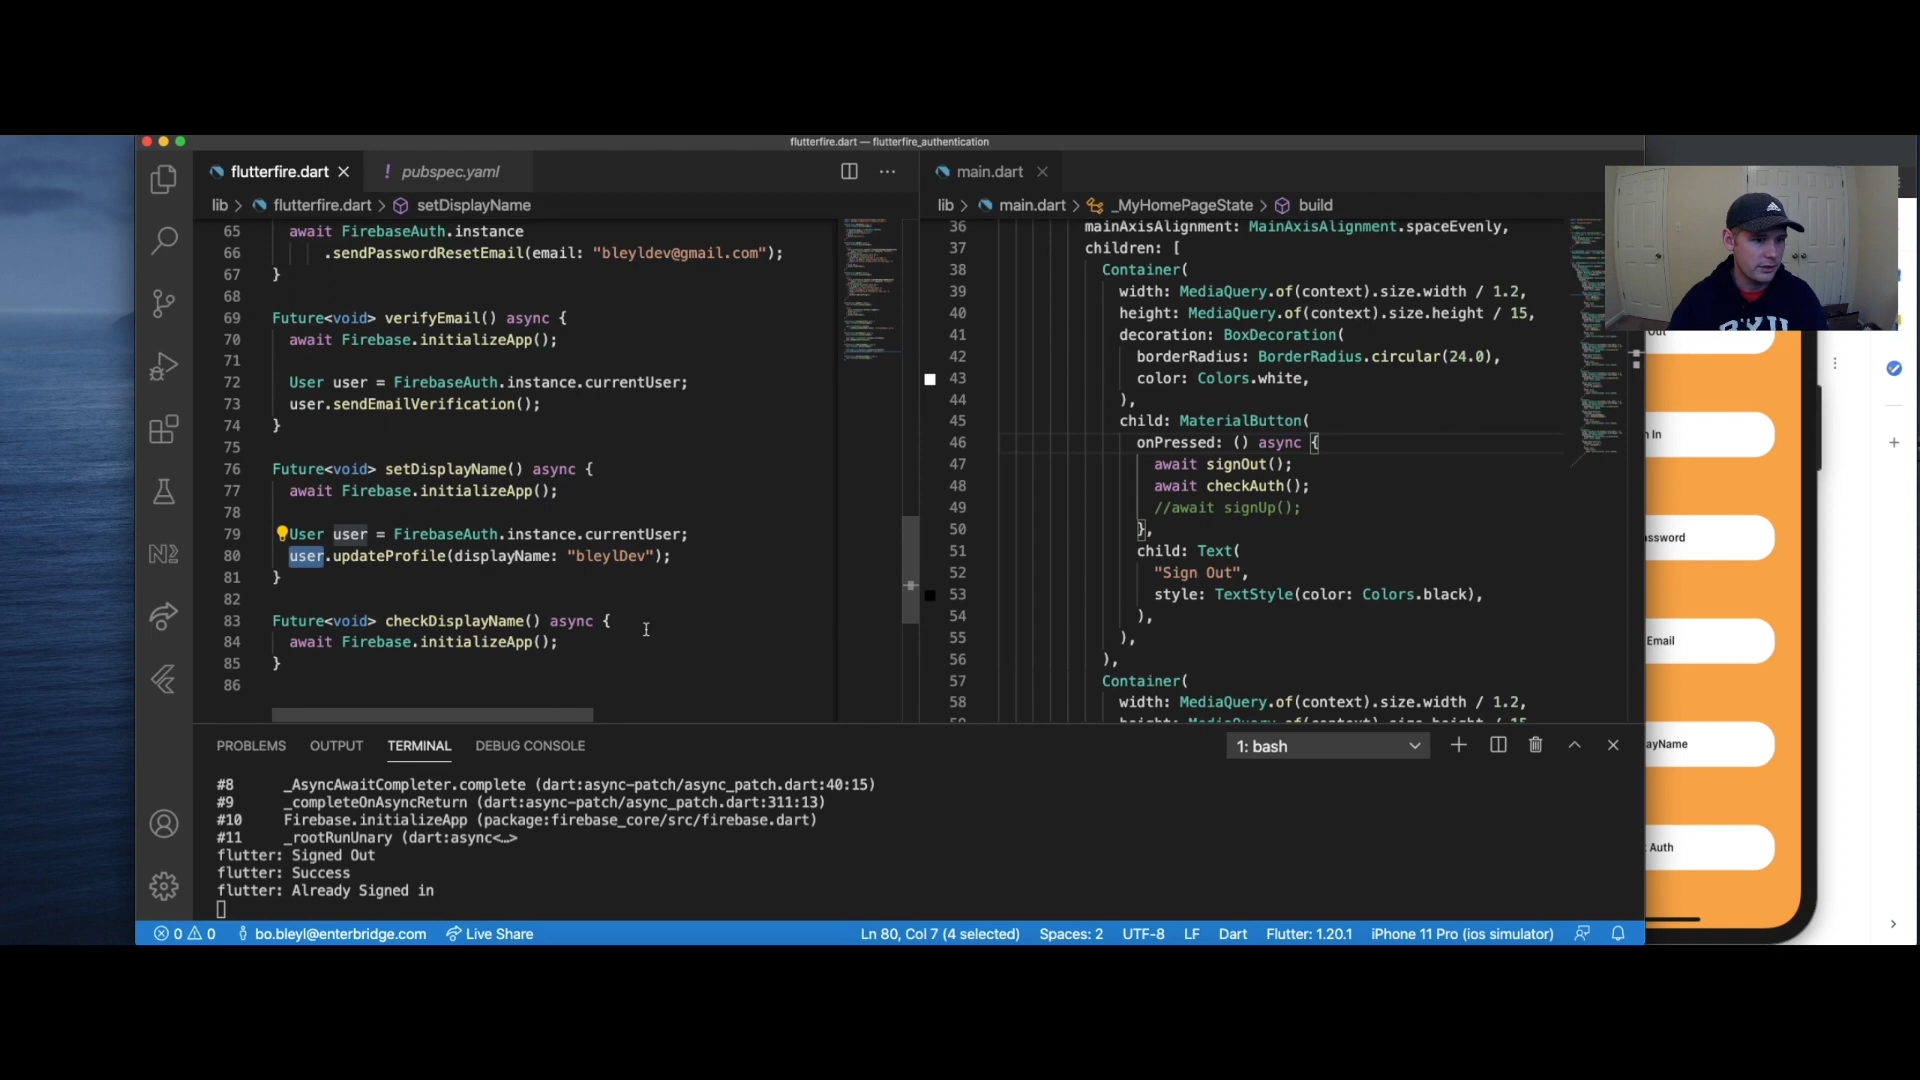 flutterfire.dart — flutterfire_authentication
flutterfire.dart
! pubspec.yaml
lib > flutterfire.dart > setDisplayName
65 await FirebaseAuth.instance
66 .sendPasswordResetEmail(email: "bleyldev@gmail.com");
67 }
68
69 Future<void> verifyEmail() async {
70 await Firebase.initializeApp();
71
72 User user = FirebaseAuth.instance.currentUser;
73 user.sendEmailVerification();
74 }
75
76 Future<void> setDisplayName() async {
77 await Firebase.initializeApp();
78
79 User user = FirebaseAuth.instance.currentUser;
80 user.updateProfile(displayName: "bleylDev");
81 }
82
83 Future<void> checkDisplayName() async {
84 await Firebase.initializeApp();
85 }
86
main.dart
lib > main.dart > _MyHomePageState > build
36 mainAxisAlignment: MainAxisAlignment.spaceEvenly,
37 children: [
38 Container(
39 width: MediaQuery.of(context).size.width / 1.2,
40 height: MediaQuery.of(context).size.height / 15,
41 decoration: BoxDecoration(
42 borderRadius: BorderRadius.circular(24.0),
43 color: Colors.white,
44 ),
45 child: MaterialButton(
46 onPressed: () async {
47 await signOut();
48 await checkAuth();
49 //await signUp();
50 },
51 child: Text(
52 "Sign Out",
53 style: TextStyle(color: Colors.black),
54 ),
55 ),
56 ),
57 Container(
58 width: MediaQuery.of(context).size.width / 1.2,
height: MediaQuery.of(context).size.height / 15
PROBLEMS OUTPUT TERMINAL DEBUG CONSOLE
1: bash
#8 _AsyncAwaitCompleter.complete (dart:async-patch/async_patch.dart:40:15)
#9 _completeOnAsyncReturn (dart:async-patch/async_patch.dart:311:13)
#10 Firebase.initializeApp (package:firebase_core/src/firebase.dart)
#11 _rootRunUnary (dart:async<…>
flutter: Signed Out
flutter: Success
flutter: Already Signed in
0 0 bo.bleyl@enterbridge.com Live Share
Ln 80, Col 7 (4 selected) Spaces: 2 UTF-8 LF Dart Flutter: 1.20.1 iPhone 11 Pro (ios simulator)
n In
ssword
Email
ayName
Auth